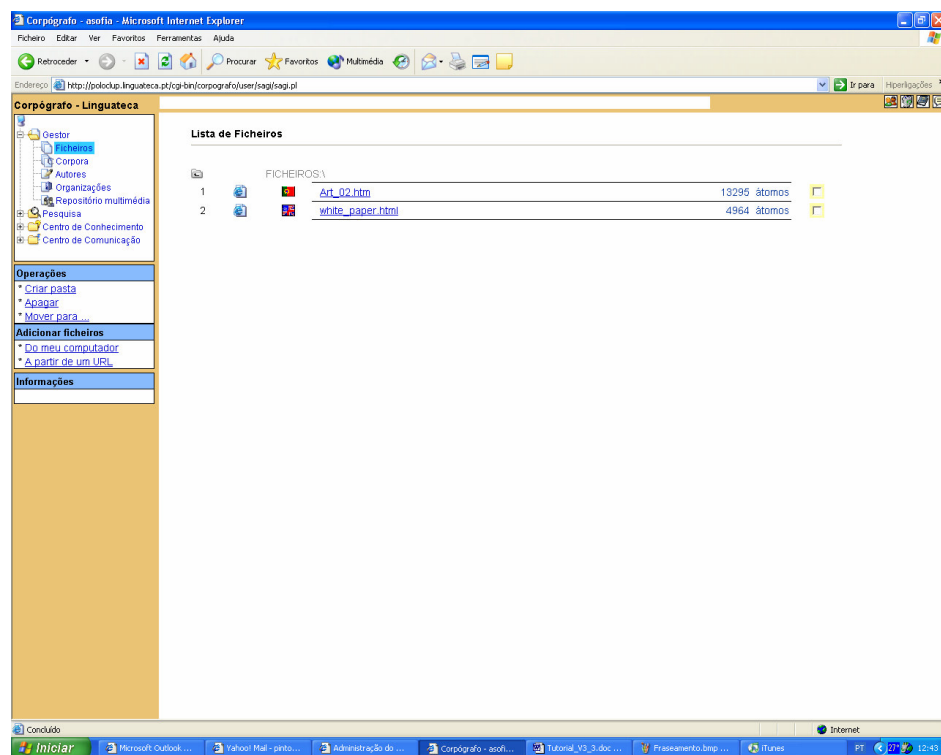 Corpógrafo - asofia - Microsoft Internet Explorer
Ficheiro Editar Ver Favoritos Ferramentas Ajuda
Retroceder Procurar Favoritos Multimédia
Endereço http://poloclup.linguateca.pt/cgi-bin/corpografo/user/sagi/sagi.pl Ir para Hiperligações
Corpógrafo - Linguateca
Gestor
Ficheiros
Corpora
Autores
Organizações
Repositório multimédia
Pesquisa
Centro de Conhecimento
Centro de Comunicação
Operações
* Criar pasta
* Apagar
* Mover para ...
Adicionar ficheiros
* Do meu computador
* A partir de um URL
Informações
Lista de Ficheiros
FICHEIROS:\
1 Art_02.htm 13295 átomos
2 white_paper.html 4964 átomos
Concluído Internet
Iniciar Microsoft Outlook ... Yahoo! Mail - pinto... Administração do ... Corpógrafo - asofi... Tutorial_V3_3.doc ... Fraseamento.bmp ... iTunes PT 27° 12:43